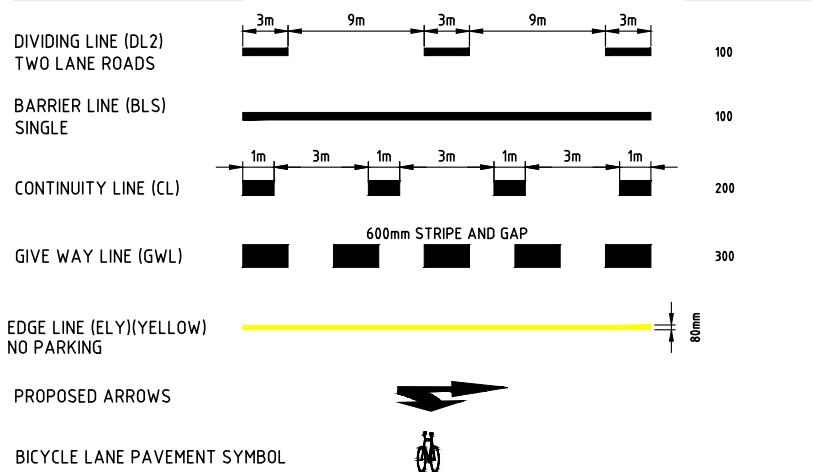 3m 9m 3m 9m 3m
DIVIDING LINE (DL2)
TWO LANE ROADS
100
BARRIER LINE (BLS)
SINGLE
100
1m 3m 1m 3m 1m 3m 1m
CONTINUITY LINE (CL)
200
600mm STRIPE AND GAP
GIVE WAY LINE (GWL)
300
EDGE LINE (ELY)(YELLOW)
NO PARKING
80mm
PROPOSED ARROWS
BICYCLE LANE PAVEMENT SYMBOL